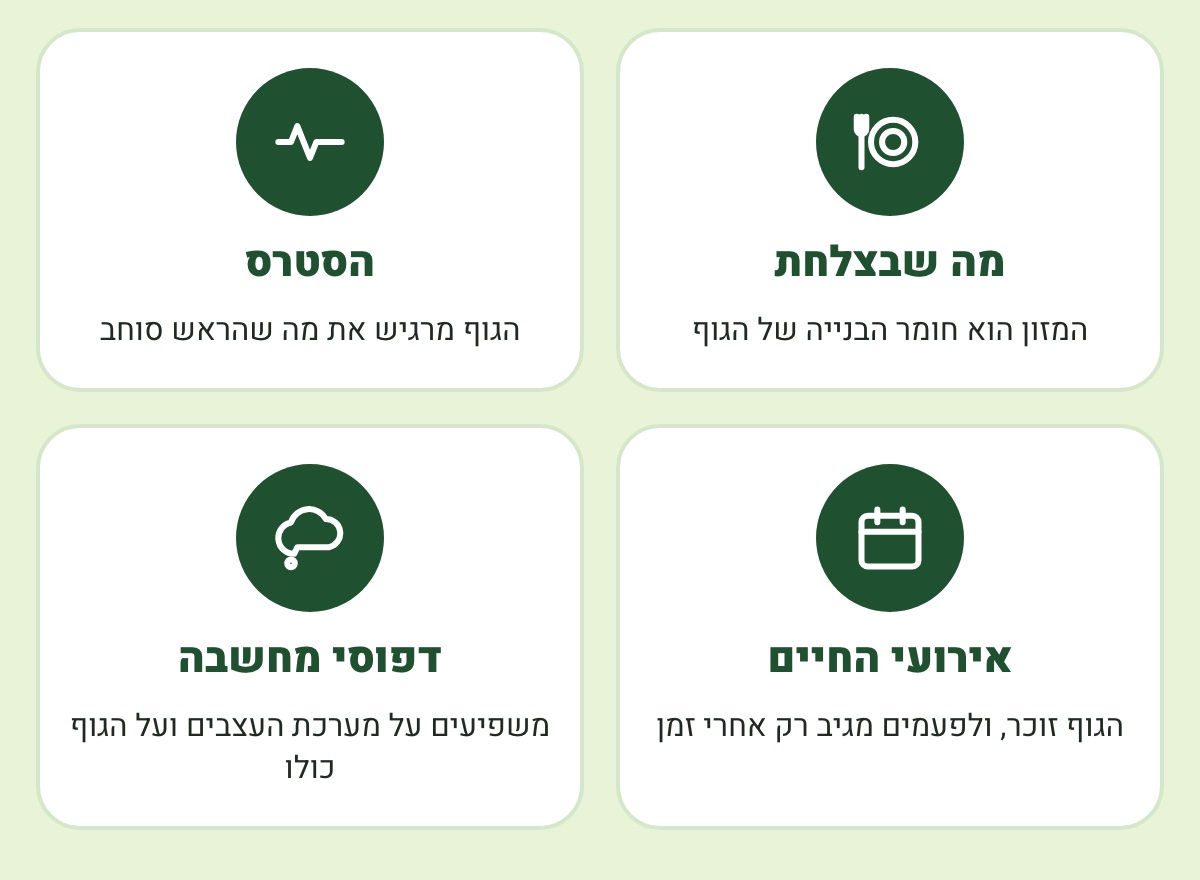 מה שבצלחת
המזון הוא חומר הבנייה של הגוף
הסטרס
הגוף מרגיש את מה שהראש סוחב
אירועי החיים
הגוף זוכר, ולפעמים מגיב רק אחרי זמן
דפוסי מחשבה
משפיעים על מערכת העצבים ועל הגוף
כולו